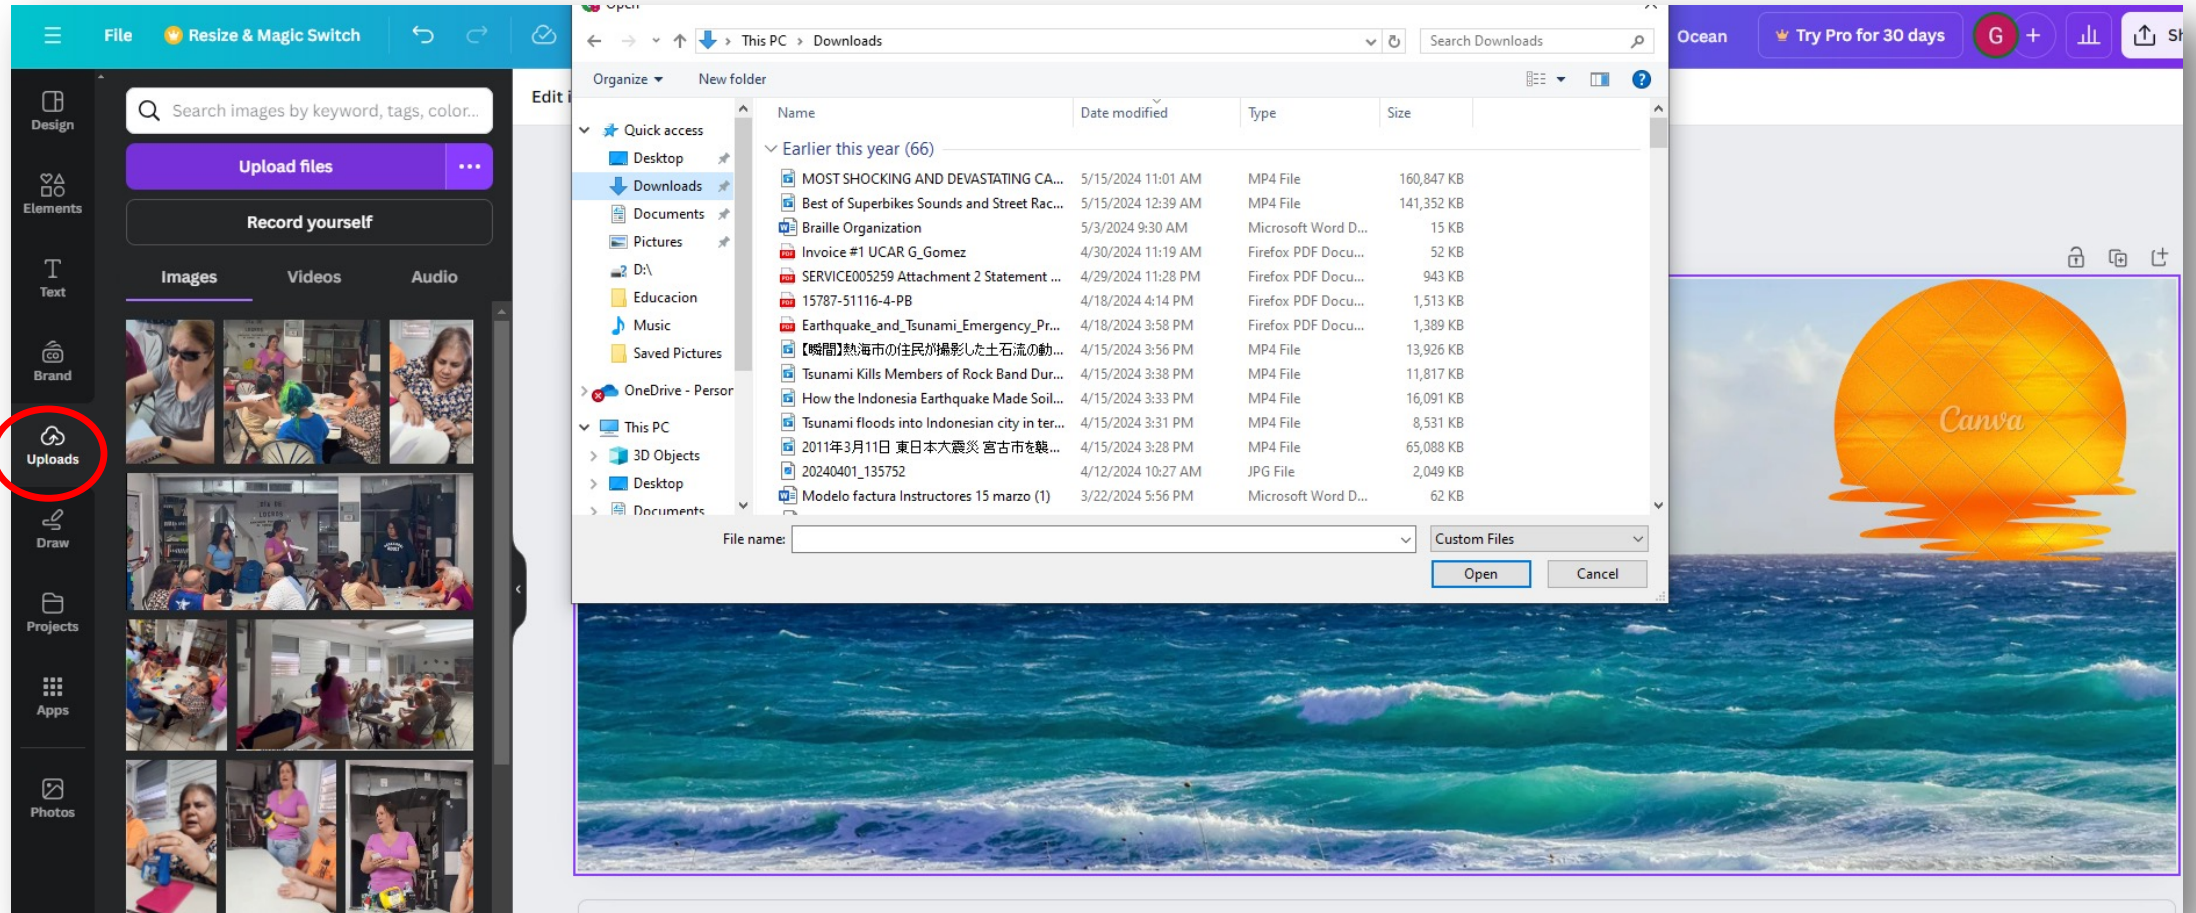 Open
File
Resize & Magic Switch
This PC > Downloads
Search Downloads
Ocean
Try Pro for 30 days
G
+
Organize
New folder
Design
Search images by keyword, tags, color...
Upload files
Record yourself
Images
Videos
Audio
Elements
Text
Brand
Uploads
Draw
Projects
Apps
Photos
Edit i
Quick access
Desktop
Downloads
Documents
Pictures
D:\
Educacion
Music
Saved Pictures
OneDrive - Person
This PC
3D Objects
Desktop
Documents
Name Date modified Type Size
Earlier this year (66)
MOST SHOCKING AND DEVASTATING CA... 5/15/2024 11:01 AM MP4 File 160,847 KB
Best of Superbikes Sounds and Street Rac... 5/15/2024 12:39 AM MP4 File 141,352 KB
Braille Organization 5/3/2024 9:30 AM Microsoft Word D... 15 KB
Invoice #1 UCAR G_Gomez 4/30/2024 11:19 AM Firefox PDF Docu... 52 KB
SERVICE005259 Attachment 2 Statement ... 4/29/2024 11:28 PM Firefox PDF Docu... 943 KB
15787-51116-4-PB 4/18/2024 4:14 PM Firefox PDF Docu... 1,513 KB
Earthquake_and_Tsunami_Emergency_Pr... 4/18/2024 3:58 PM Firefox PDF Docu... 1,389 KB
【瞬間】熱海市の住民が撮影した土石流の動... 4/15/2024 3:56 PM MP4 File 13,926 KB
Tsunami Kills Members of Rock Band Dur... 4/15/2024 3:38 PM MP4 File 11,817 KB
How the Indonesia Earthquake Made Soil... 4/15/2024 3:33 PM MP4 File 16,091 KB
Tsunami floods into Indonesian city in ter... 4/15/2024 3:31 PM MP4 File 8,531 KB
2011年3月11日 東日本大震災 宮古市を襲... 4/15/2024 3:28 PM MP4 File 65,088 KB
20240401_135752 4/12/2024 10:27 AM JPG File 2,049 KB
Modelo factura Instructores 15 marzo (1) 3/22/2024 5:56 PM Microsoft Word D... 62 KB
File name:
Custom Files
Open
Cancel
Canva